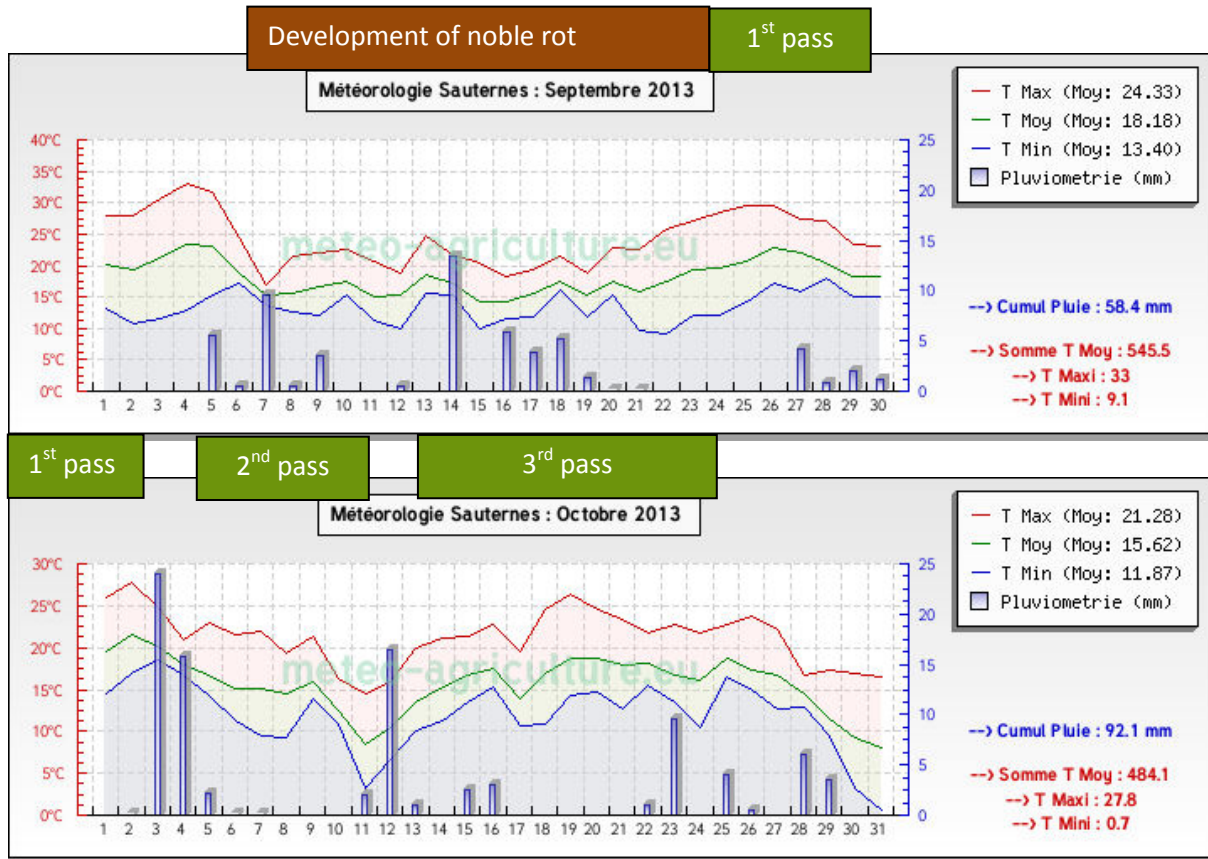 Development of noble rot
1st pass
Météorologie Sauternes : Septembre 2013
T Max (Moy: 24.33)
T Moy (Moy: 18.18)
T Min (Moy: 13.40)
Pluviometrie (mm)
40°C
35°C
30°C
25°C
20°C
15°C
10°C
5°C
0°C
25
20
15
10
5
0
meteo-agriculture.eu
1 2 3 4 5 6 7 8 9 10 11 12 13 14 15 16 17 18 19 20 21 22 23 24 25 26 27 28 29 30
--> Cumul Pluie : 58.4 mm
--> Somme T Moy : 545.5
--> T Maxi : 33
--> T Mini : 9.1
1st pass
2nd pass
3rd pass
Météorologie Sauternes : Octobre 2013
T Max (Moy: 21.28)
T Moy (Moy: 15.62)
T Min (Moy: 11.87)
Pluviometrie (mm)
30°C
25°C
20°C
15°C
10°C
5°C
0°C
25
20
15
10
5
0
meteo-agriculture.eu
1 2 3 4 5 6 7 8 9 10 11 12 13 14 15 16 17 18 19 20 21 22 23 24 25 26 27 28 29 30 31
--> Cumul Pluie : 92.1 mm
--> Somme T Moy : 484.1
--> T Maxi : 27.8
--> T Mini : 0.7